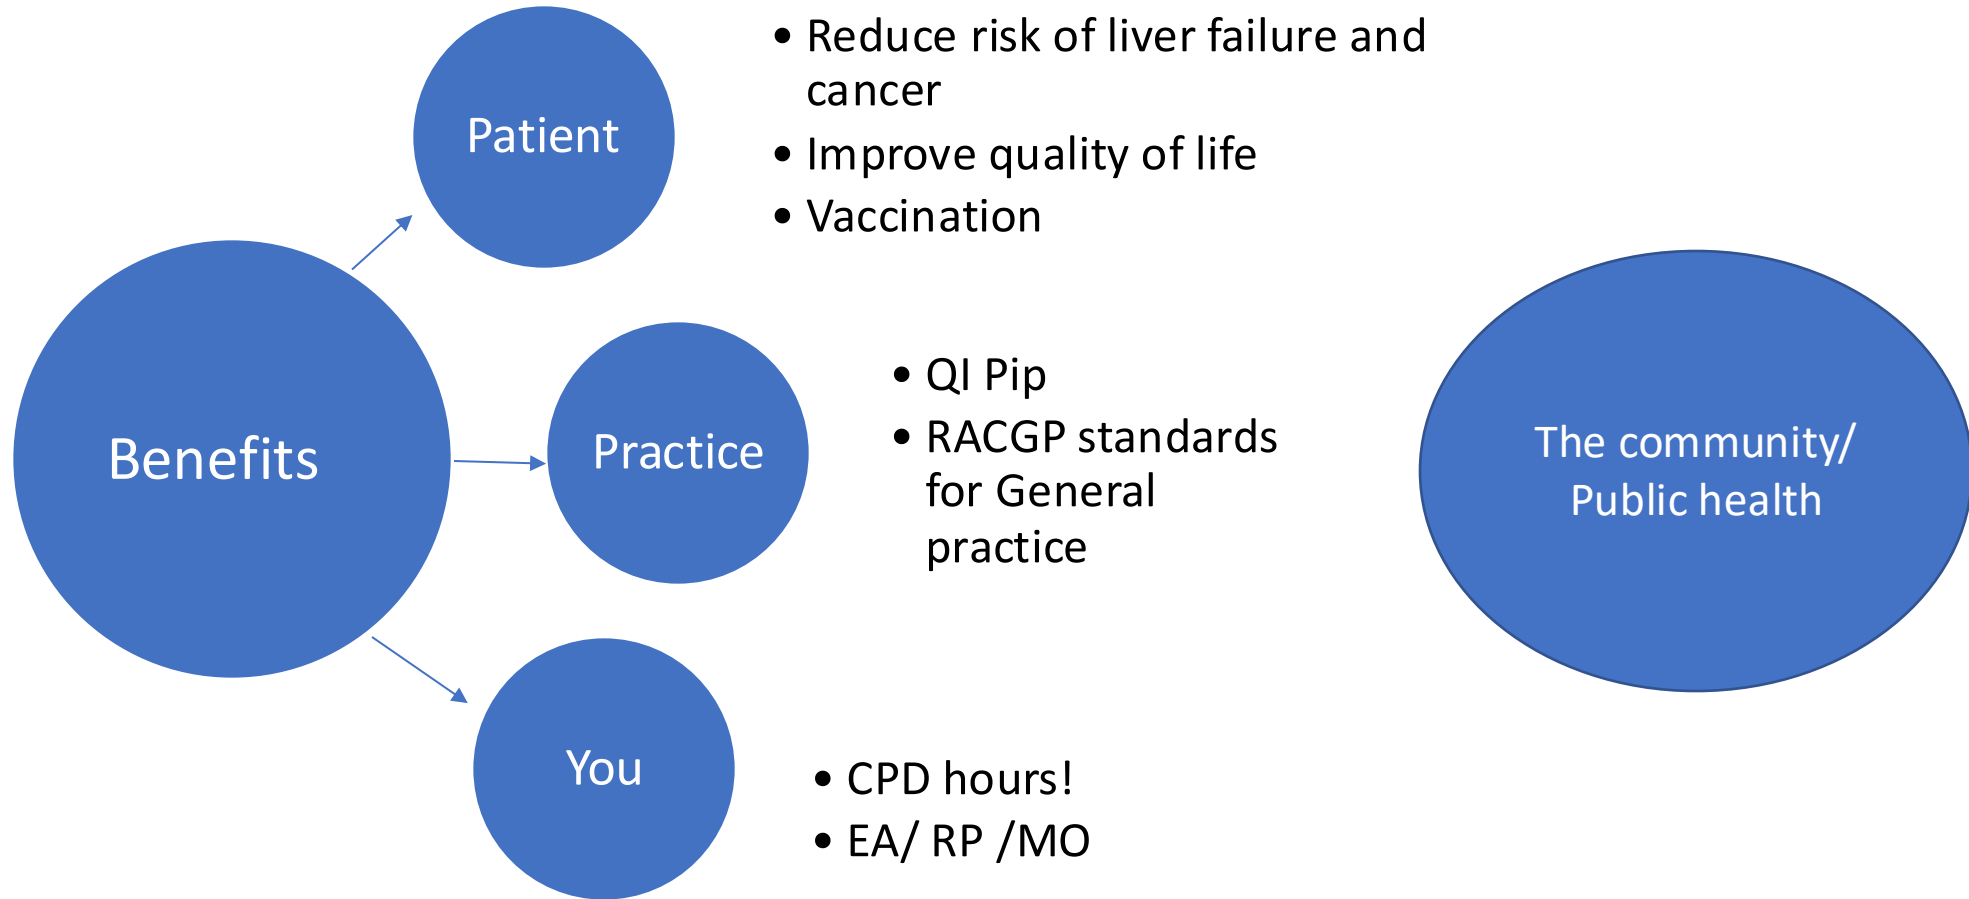 Benefits
Patient
• Reduce risk of liver failure and
cancer
• Improve quality of life
• Vaccination
Practice
• QI Pip
• RACGP standards
for General
practice
You
• CPD hours!
• EA/ RP /MO
The community/
Public health